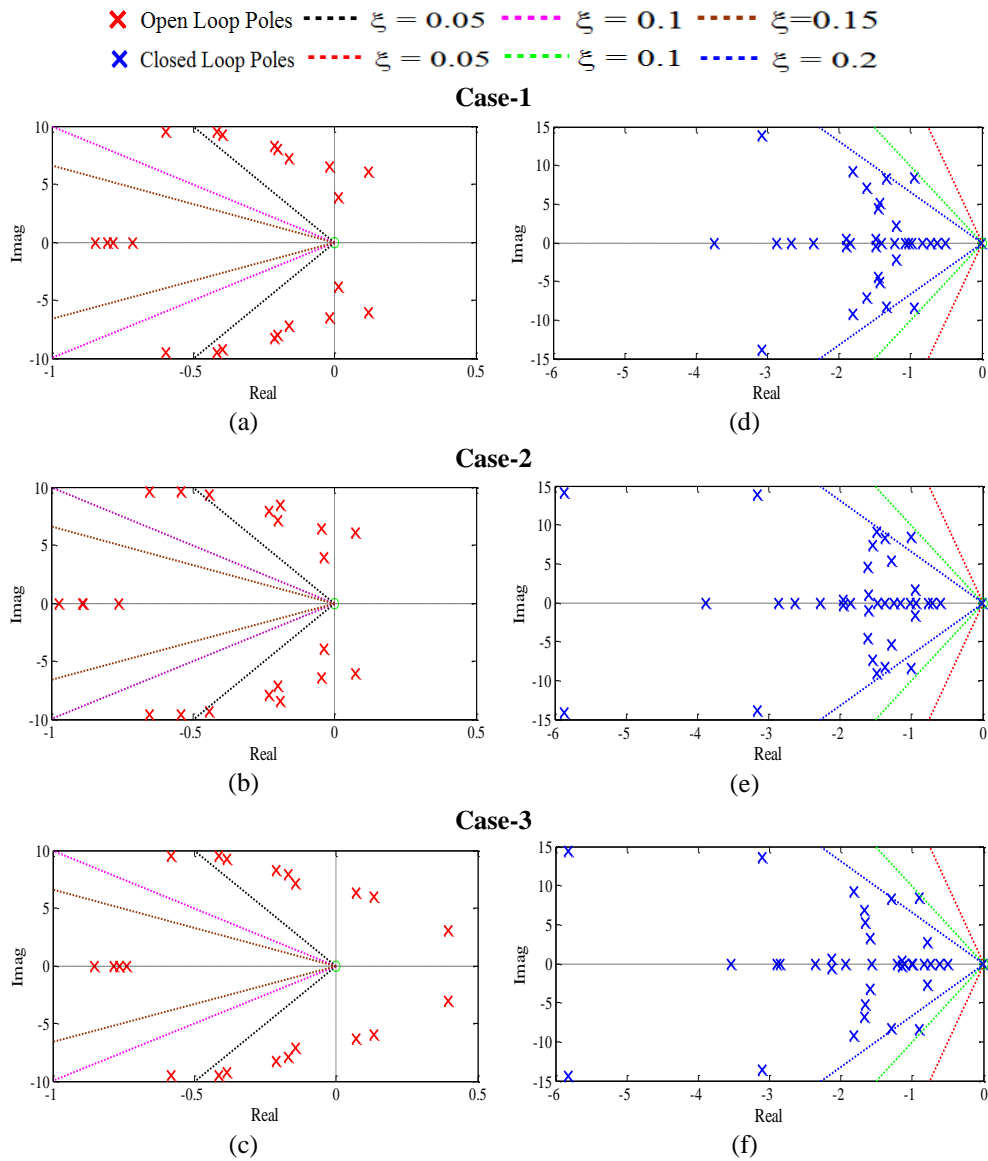 Open Loop Poles ξ = 0.05 ξ = 0.1 ξ=0.15
Closed Loop Poles ξ = 0.05 ξ = 0.1 ξ = 0.2
Case-1
10
5
0
-5
-10
Imag
-1 -0.5 0 0.5
Real
(a)
15
10
5
0
-5
-10
-15
Imag
-6 -5 -4 -3 -2 -1 0
Real
(d)
Case-2
10
5
0
-5
-10
Imag
-1 -0.5 0 0.5
Real
(b)
15
10
5
0
-5
-10
-15
Imag
-6 -5 -4 -3 -2 -1 0
Real
(e)
Case-3
10
5
0
-5
-10
Imag
-1 -0.5 0 0.5
Real
(c)
15
10
5
0
-5
-10
-15
Imag
-6 -5 -4 -3 -2 -1 0
Real
(f)